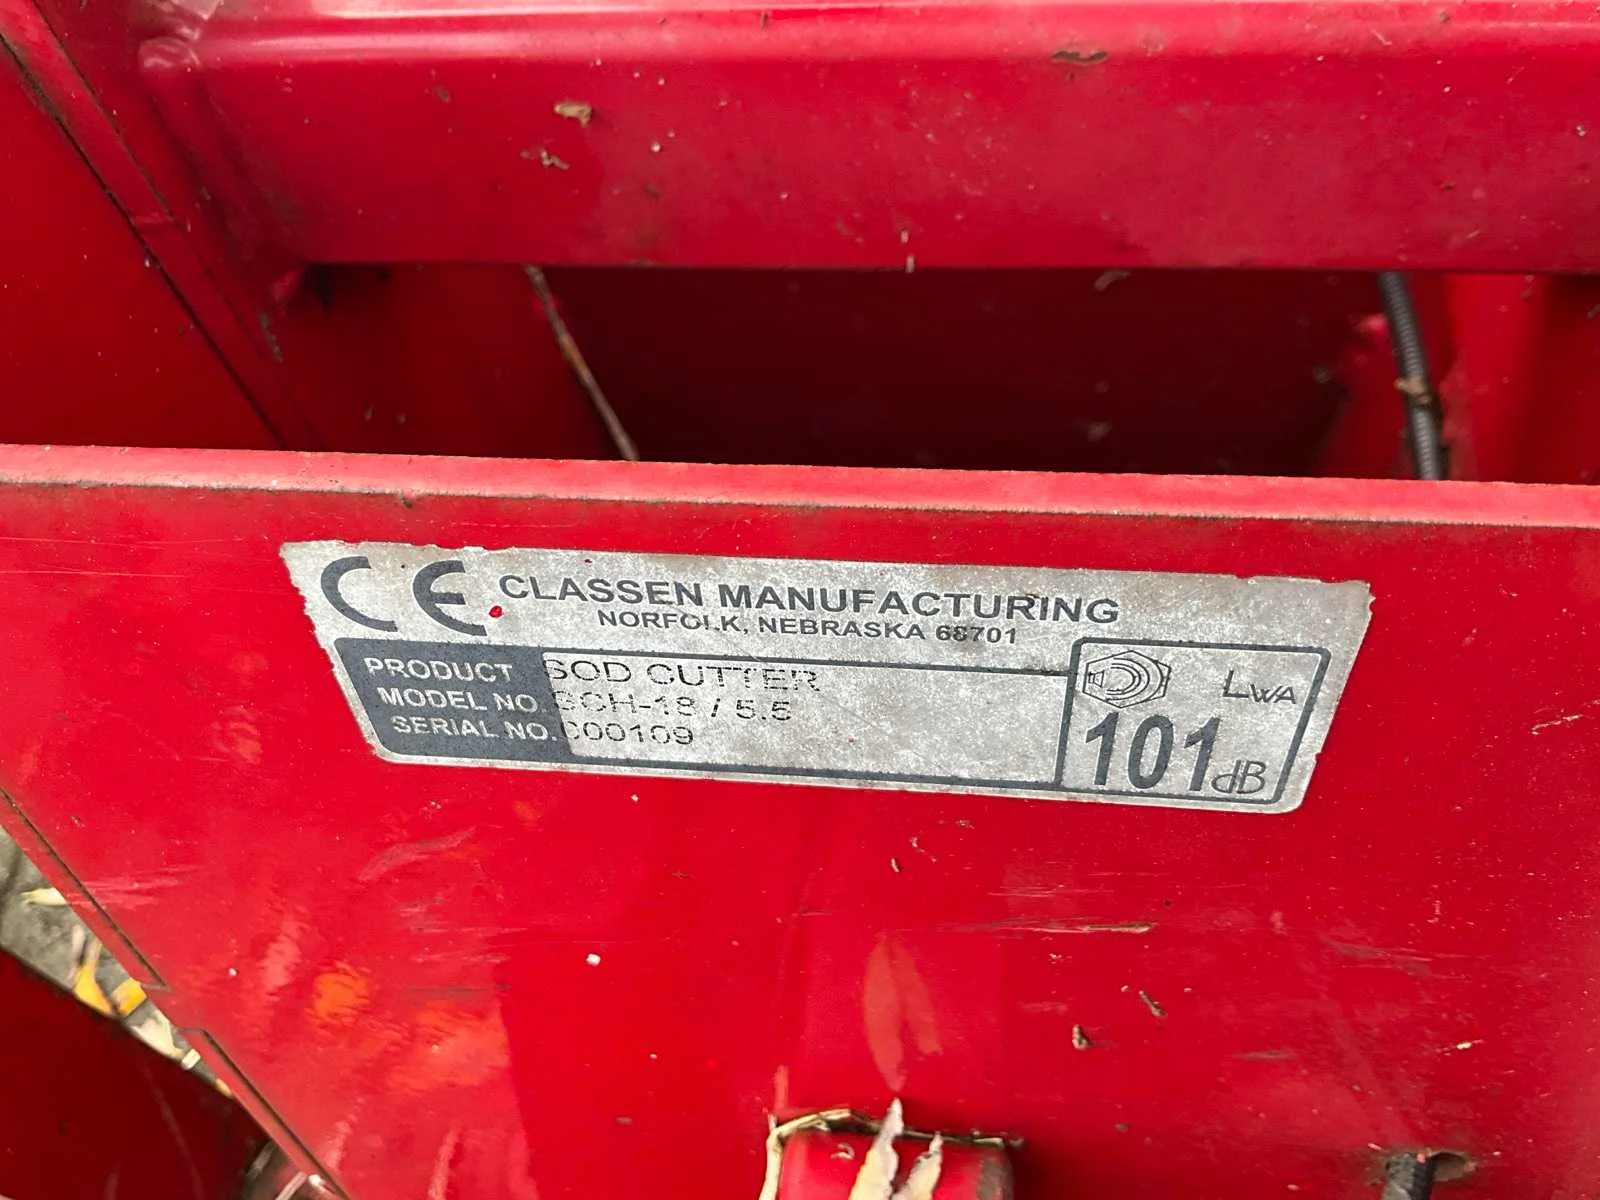 CE CLASSEN MANUFACTURING
NORFOLK, NEBRASKA 68701
PRODUCT SOD CUTTER
MODEL NO. SCH-18 / 5.5
SERIAL NO. 000109
LWA
101 dB